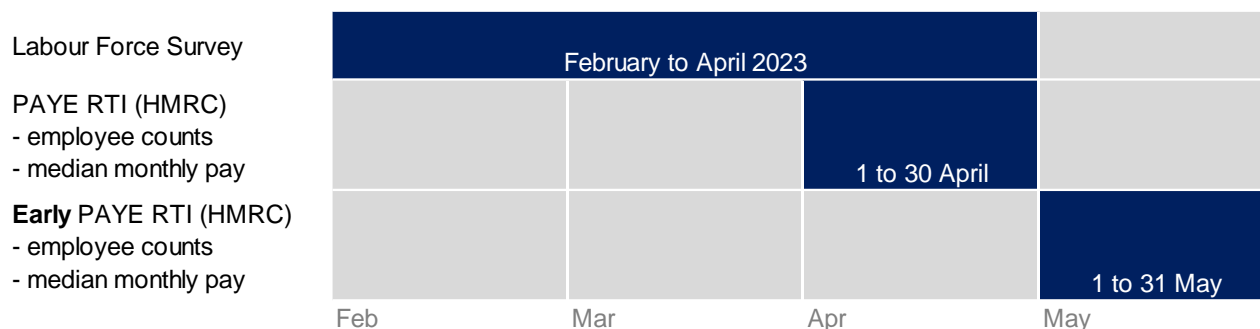 Labour Force Survey
February to April 2023
PAYE RTI (HMRC)
- employee counts
- median monthly pay
1 to 30 April
Early PAYE RTI (HMRC)
- employee counts
- median monthly pay
1 to 31 May
Feb Mar Apr May